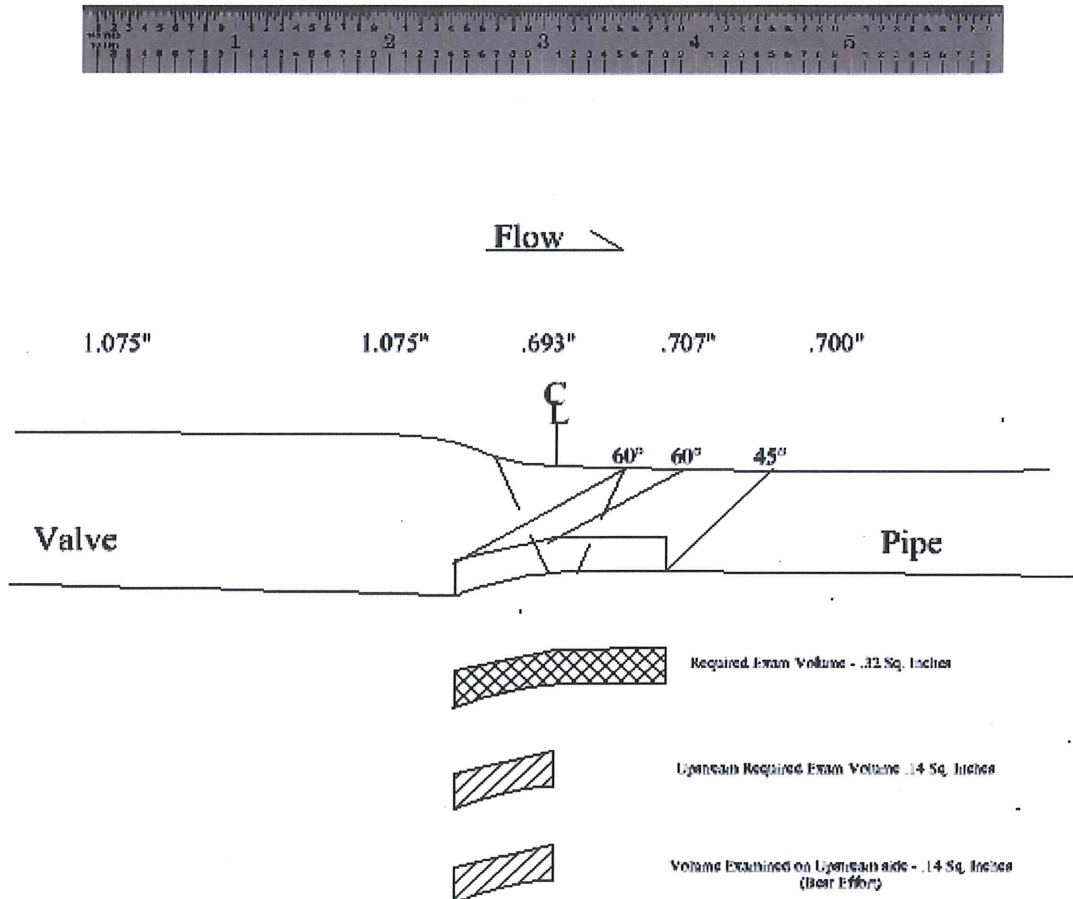 1 2 3 4 5
Flow
1.075" 1.075" .693" .707" .700"
CL
60° 60° 45°
Valve Pipe
Required Exam Volume - .32 Sq. Inches
Upstream Required Exam Volume .14 Sq. Inches
Volume Examined on Upstream side - .14 Sq. Inches
(Best Effort)